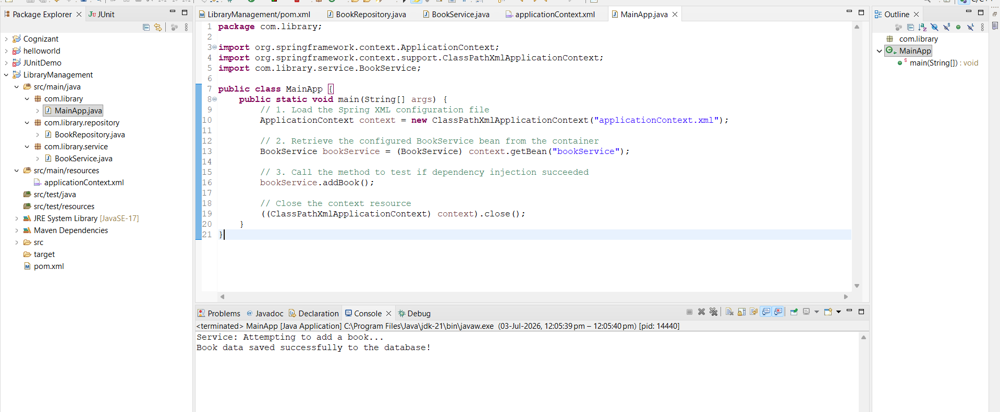 C/C++
Package Explorer
JUnit
Cognizant
helloworld
JUnitDemo
LibraryManagement
src/main/java
com.library
MainApp.java
com.library.repository
BookRepository.java
com.library.service
BookService.java
src/main/resources
applicationContext.xml
src/test/java
src/test/resources
JRE System Library [JavaSE-17]
Maven Dependencies
src
target
pom.xml
LibraryManagement/pom.xml
BookRepository.java
BookService.java
applicationContext.xml
MainApp.java
1 package com.library;
2
3 import org.springframework.context.ApplicationContext;
4 import org.springframework.context.support.ClassPathXmlApplicationContext;
5 import com.library.service.BookService;
6
7 public class MainApp {
8     public static void main(String[] args) {
9         // 1. Load the Spring XML configuration file
10         ApplicationContext context = new ClassPathXmlApplicationContext("applicationContext.xml");
11
12         // 2. Retrieve the configured BookService bean from the container
13         BookService bookService = (BookService) context.getBean("bookService");
14
15         // 3. Call the method to test if dependency injection succeeded
16         bookService.addBook();
17
18         // Close the context resource
19         ((ClassPathXmlApplicationContext) context).close();
20     }
21 }
Problems
Javadoc
Declaration
Console
Debug
<terminated> MainApp [Java Application] C:\Program Files\Java\jdk-21\bin\javaw.exe (03-Jul-2026, 12:05:39 pm – 12:05:40 pm) [pid: 14440]
Service: Attempting to add a book...
Book data saved successfully to the database!
Outline
com.library
MainApp
main(String[]) : void